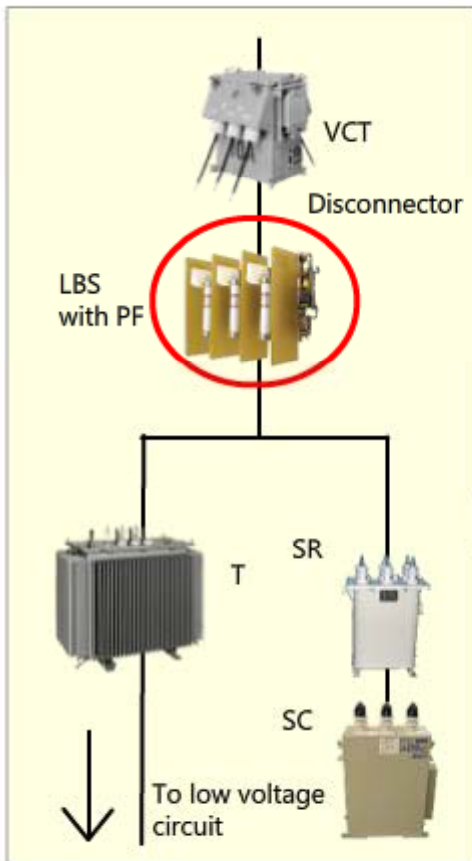 VCT
Disconnector
LBS
with PF
T
SR
SC
To low voltage
circuit